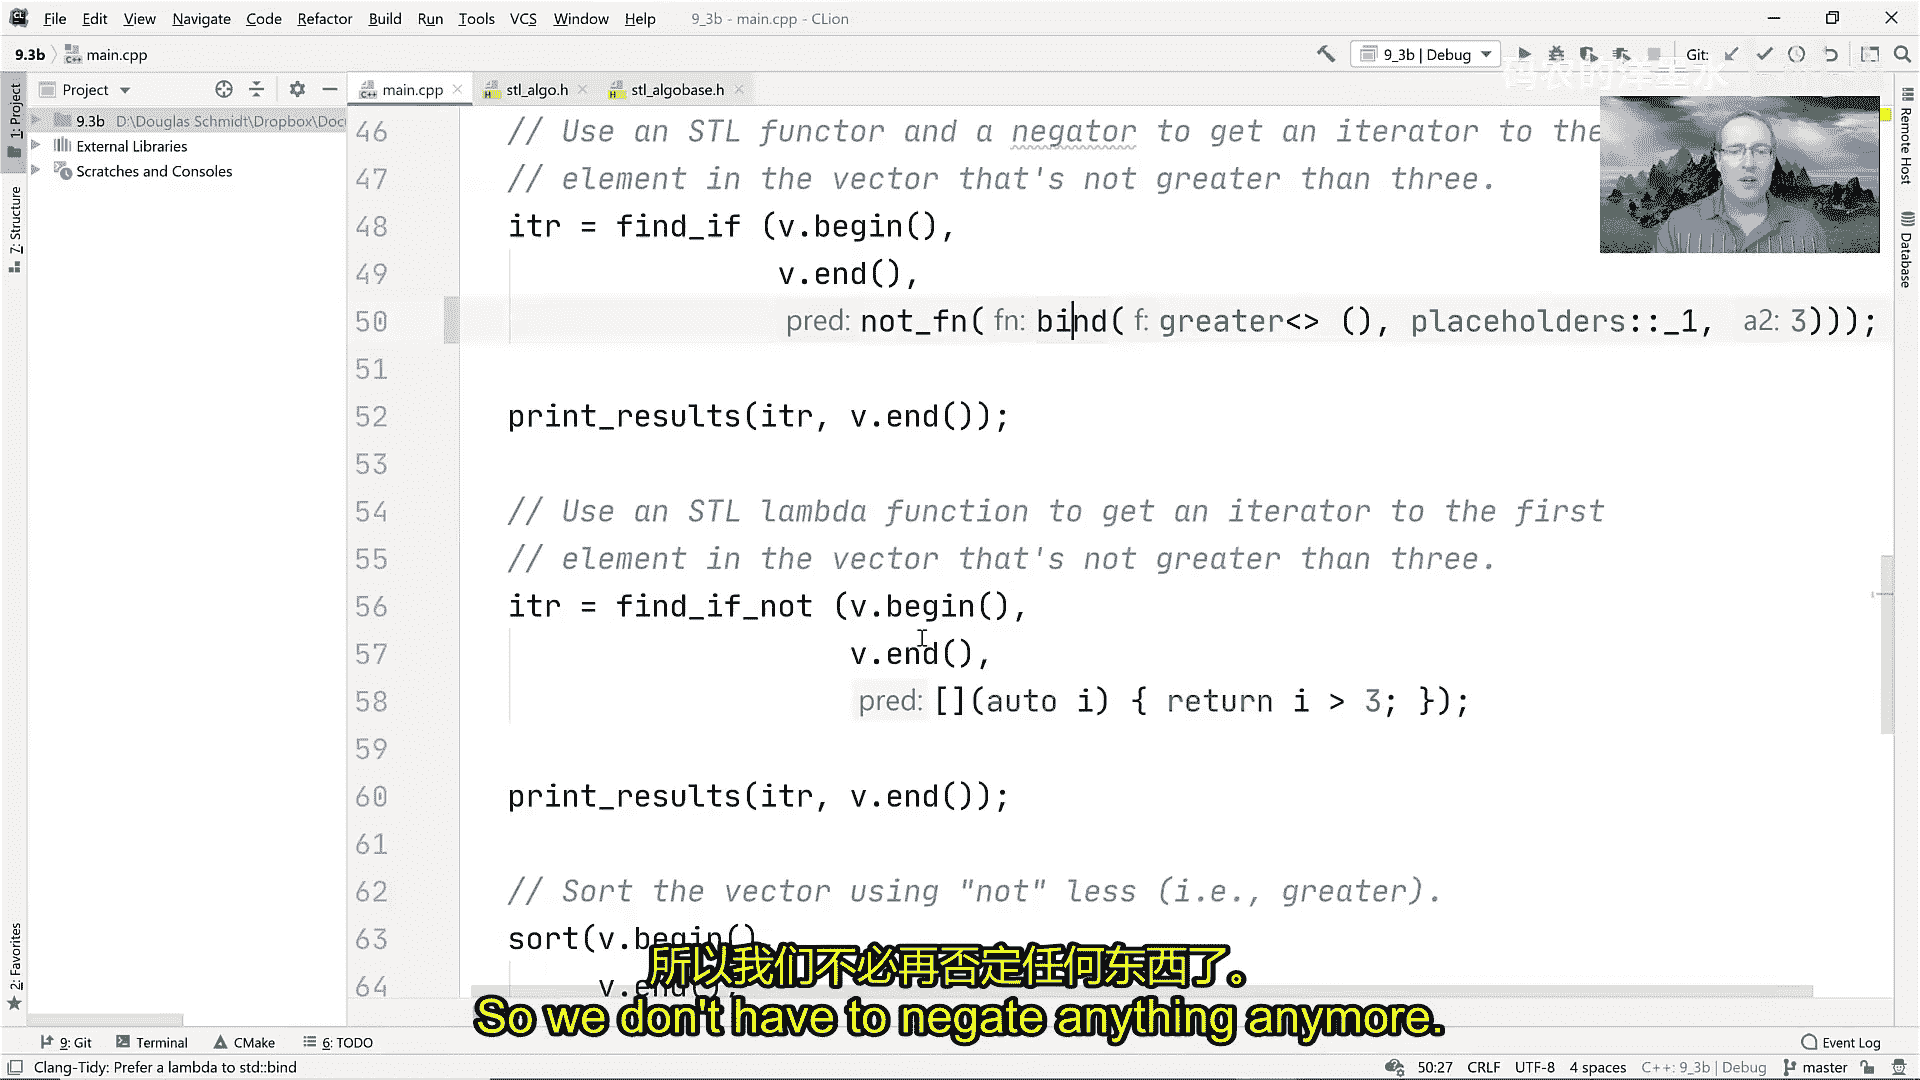 File Edit View Navigate Code Refactor Build Run Tools VCS Window Help 9_3b - main.cpp - CLion
9.3b main.cpp 9_3b | Debug Git:
Project main.cpp stl_algo.h stl_algobase.h
1: Project
9.3b D:\Douglas Schmidt\Dropbox\Doc
External Libraries
Scratches and Consoles
7: Structure
2: Favorites
46 // Use an STL functor and a negator to get an iterator to the
47 // element in the vector that's not greater than three.
48 itr = find_if (v.begin(),
49 v.end(),
50 pred: not_fn( fn: bind( f: greater<> (), placeholders::_1, a2: 3)));
51
52 print_results(itr, v.end());
53
54 // Use an STL lambda function to get an iterator to the first
55 // element in the vector that's not greater than three.
56 itr = find_if_not (v.begin(),
57 v.end(),
58 pred: [](auto i) { return i > 3; });
59
60 print_results(itr, v.end());
61
62 // Sort the vector using "not" less (i.e., greater).
63 sort(v.begin(),
64 v.end(),
Remote Host
Database
所以我们不必再否定任何东西了。
So we don't have to negate anything anymore.
9: Git Terminal CMake 6: TODO Event Log
Clang-Tidy: Prefer a lambda to std::bind 50:27 CRLF UTF-8 4 spaces C++: 9_3b | Debug master